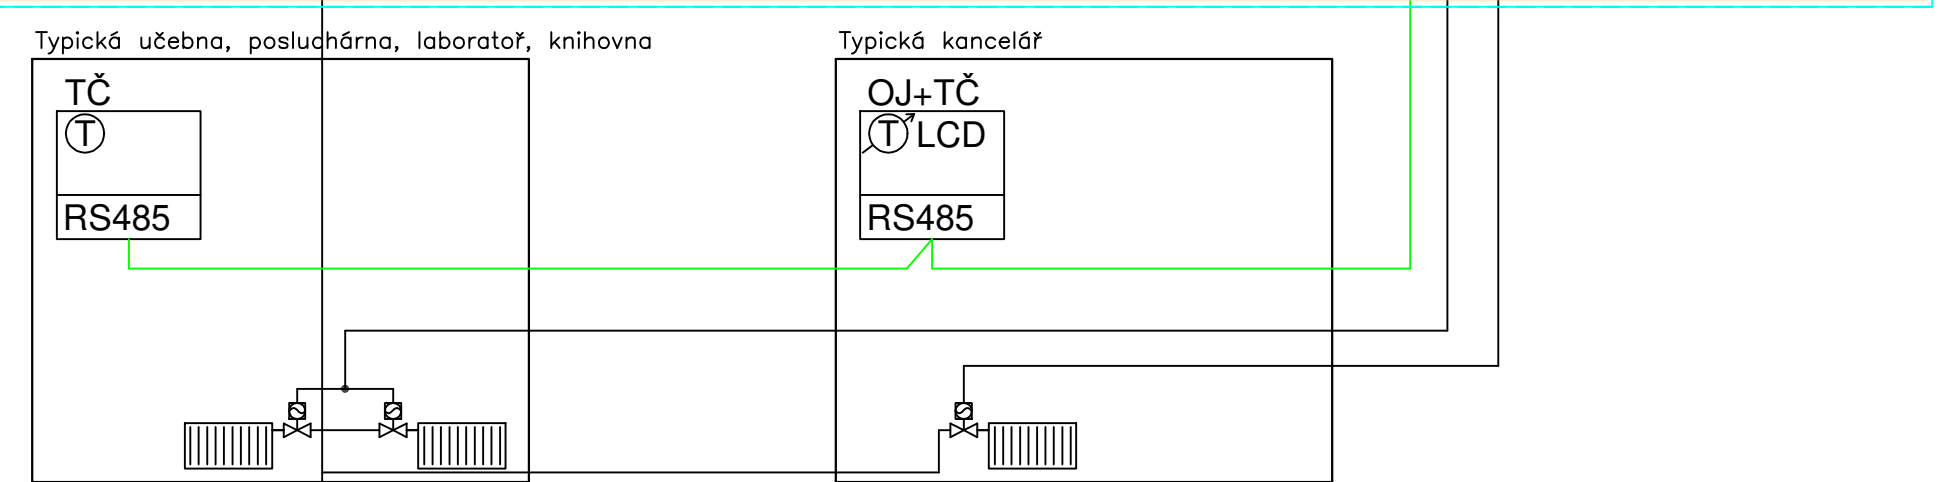 Typická učebna, posluchárna, laboratoř, knihovna
TČ
T
RS485
Typická kancelář
OJ+TČ
T LCD
RS485